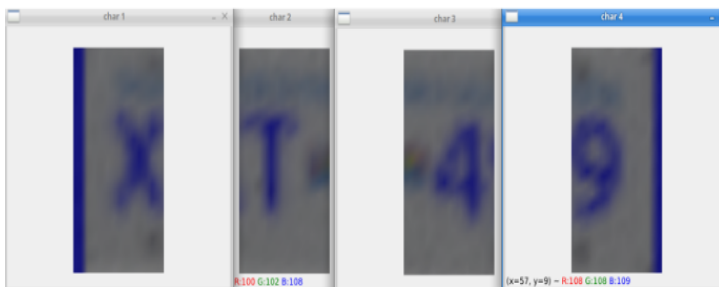 char 1
char 2
char 3
char 4
X
T
4
9
R:100 G:102 B:108
(x=57, y=9) ~ R:108 G:108 B:109